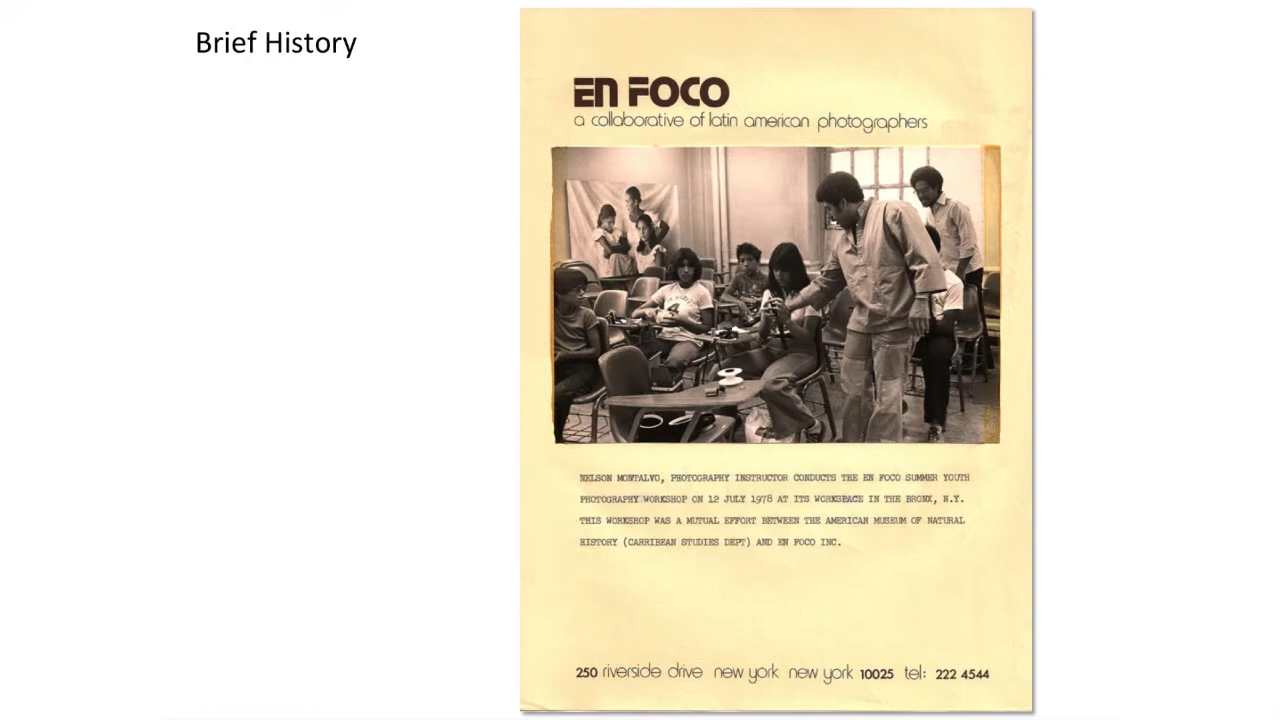 Brief History
EN FOCO
a collaborative of latin american photographers
NELSON MONTALVO, PHOTOGRAPHY INSTRUCTOR CONDUCTS THE EN FOCO SUMMER YOUTH
PHOTOGRAPHY WORKSHOP ON 12 JULY 1978 AT ITS WORKSPACE IN THE BRONX, N.Y.
THIS WORKSHOP WAS A MUTUAL EFFORT BETWEEN THE AMERICAN MUSEUM OF NATURAL
HISTORY (CARRIBEAN STUDIES DEPT) AND EN FOCO INC.
250 riverside drive new york new york 10025 tel: 222 4544